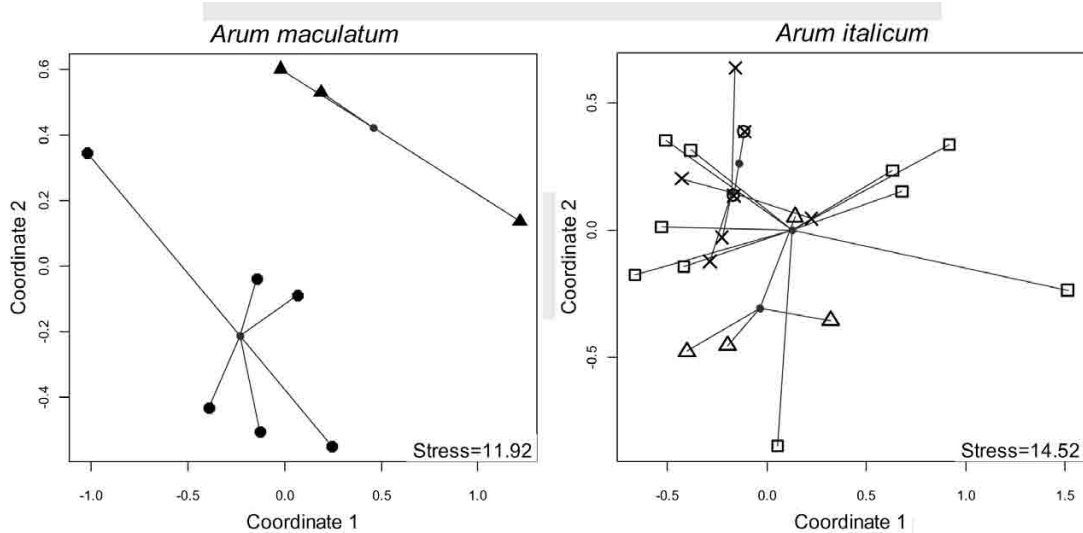 Arum maculatum
Arum italicum
0.6
0.4
0.2
0.0
-0.2
-0.4
Coordinate 2
-1.0
-0.5
0.0
0.5
1.0
Coordinate 1
Stress=11.92
0.5
0.0
-0.5
Coordinate 2
-0.5
0.0
0.5
1.0
1.5
Coordinate 1
Stress=14.52